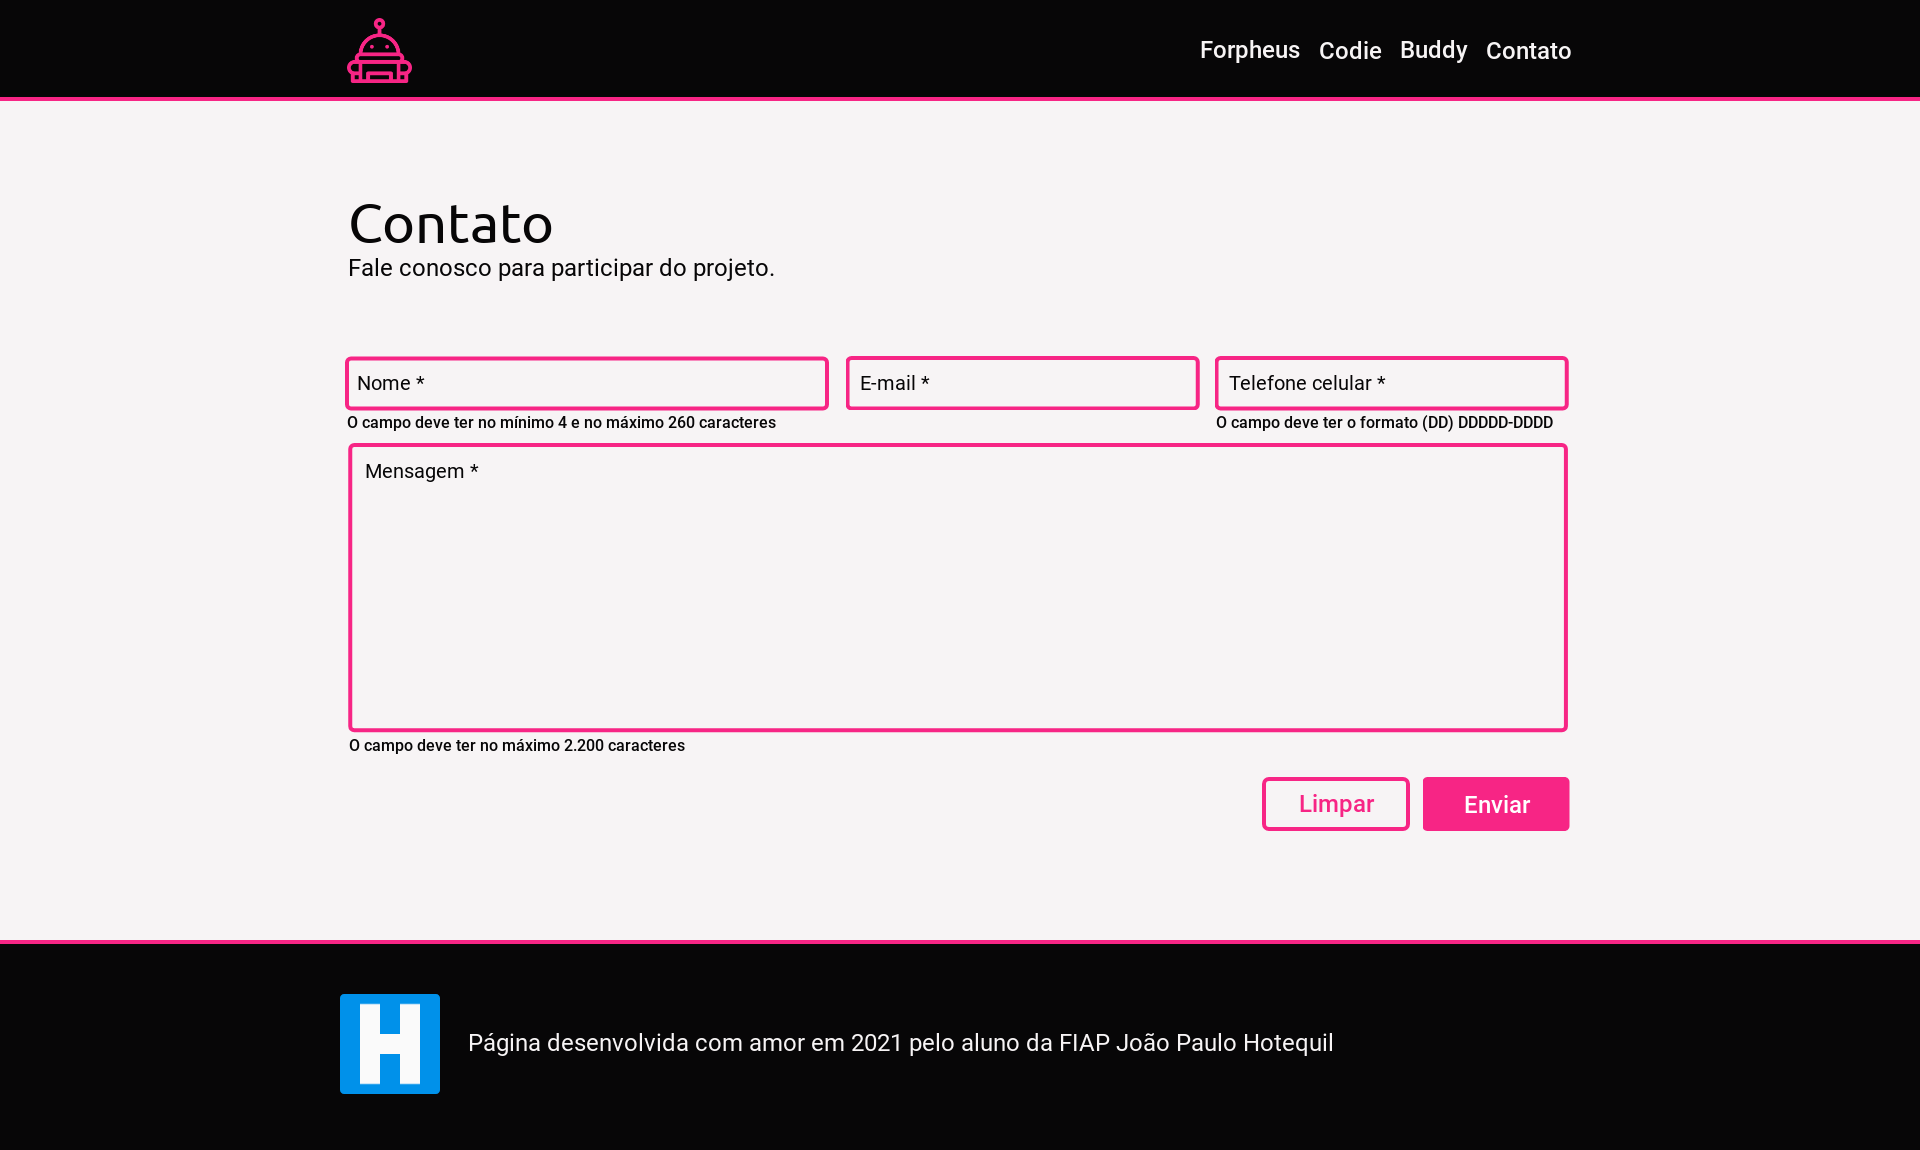 Forpheus Codie Buddy Contato
Contato
Fale conosco para participar do projeto.
Nome * E-mail * Telefone celular *
O campo deve ter no mínimo 4 e no máximo 260 caracteres O campo deve ter o formato (DD) DDDDD-DDDD
Mensagem *
O campo deve ter no máximo 2.200 caracteres
Limpar Enviar
H Página desenvolvida com amor em 2021 pelo aluno da FIAP João Paulo Hotequil